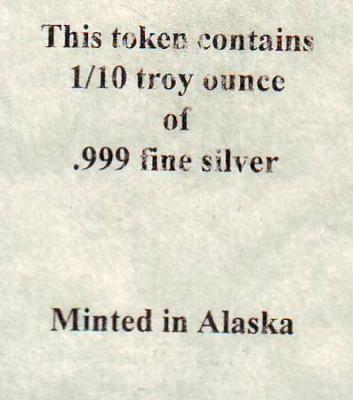 This token contains
1/10 troy ounce
of
.999 fine silver
Minted in Alaska